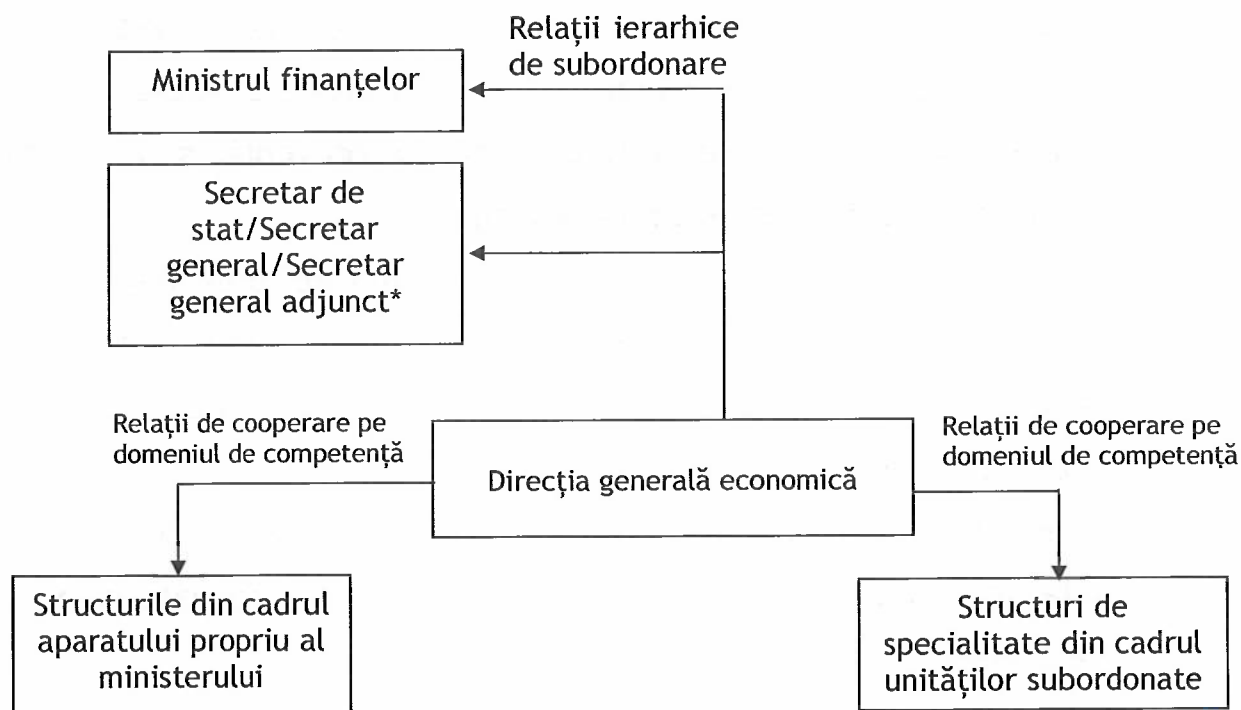 Relații ierarhice
de subordonare
Ministrul finanțelor
Secretar de
stat/Secretar
general/Secretar
general adjunct*
Relații de cooperare pe
domeniul de competență
Relații de cooperare pe
domeniul de competență
Direcția generală economică
Structurile din cadrul
aparatului propriu al
ministerului
Structuri de
specialitate din cadrul
unităților subordonate